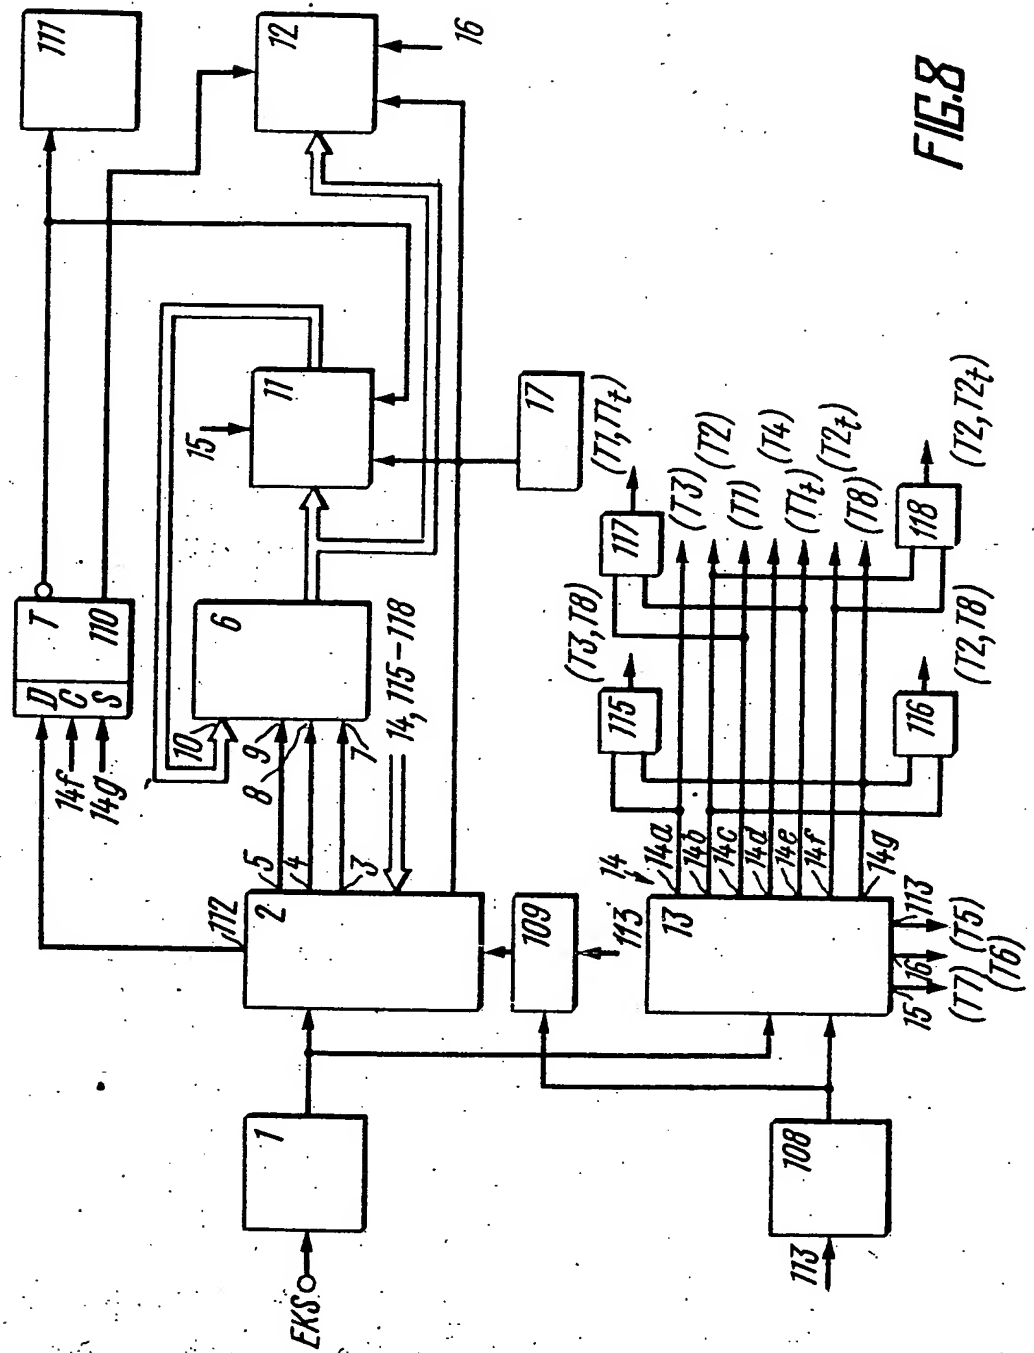 111
12
16
FIG.8
11
15
17
T
110
D
C
S
14f
14g
6
10
9
8
7
14, 115-118
112
5
4
3
2
109
113
1
EKS
(T1, T1t)
117
(T3)
(T2)
(T1)
(T4)
(T1t)
(T2t)
(T8)
118
(T2, T2t)
(T3, T8)
115
116
(T2, T8)
14
14a
14b
14c
14d
14e
14f
14g
13
113
(T5)
16
(T6)
15
(T7)
108
113